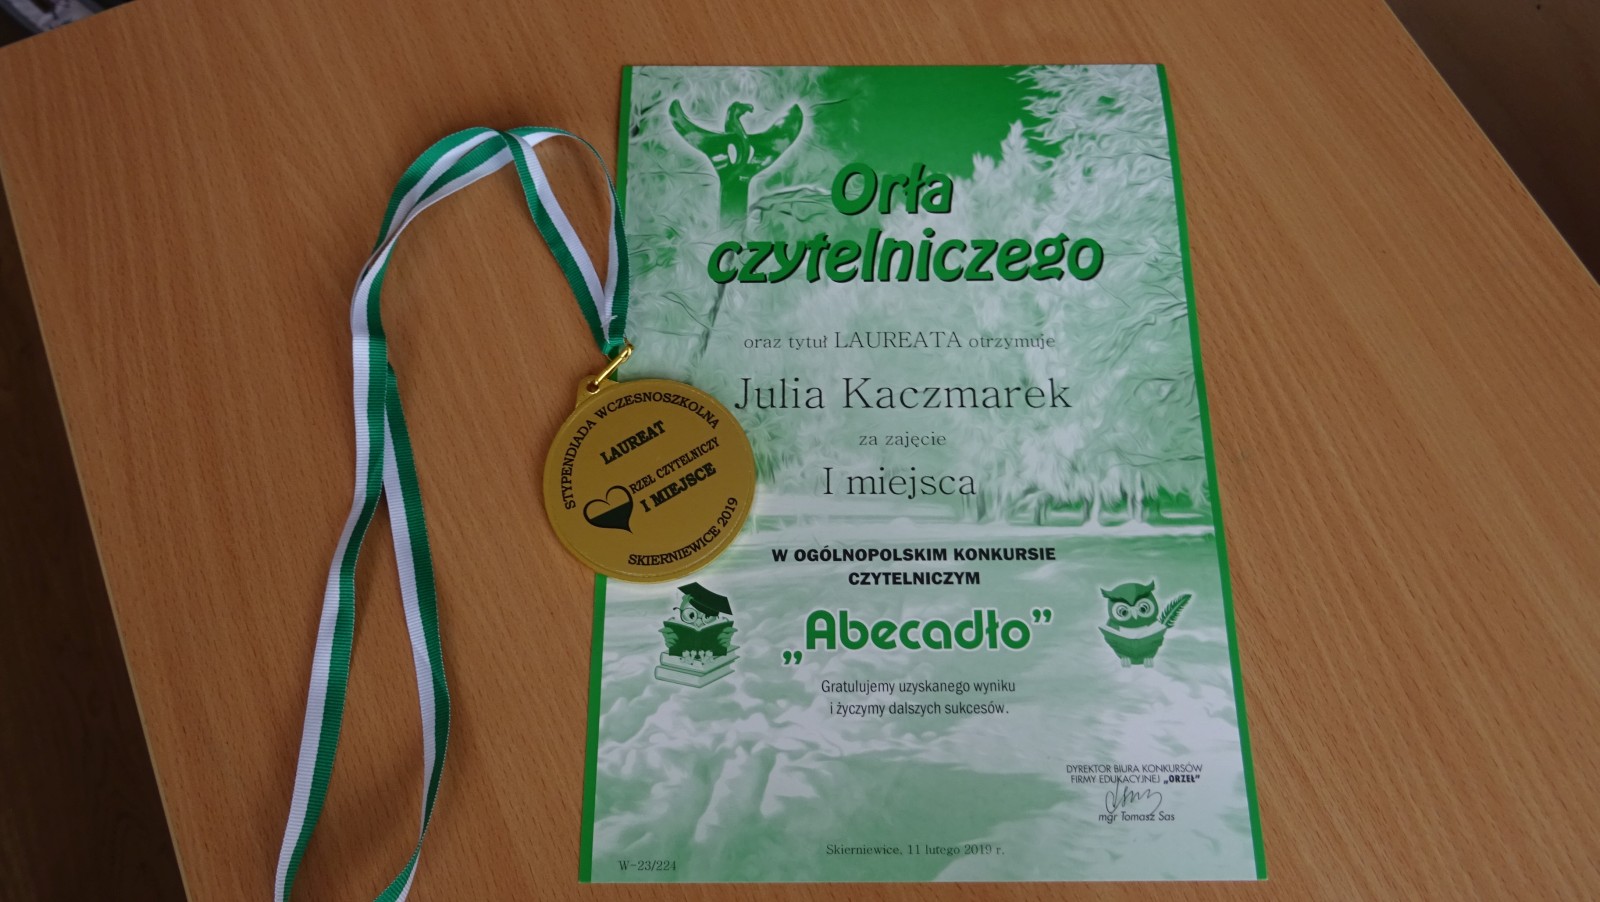 Orła
czytelniczego
oraz tytuł LAUREATA otrzymuje
Julia Kaczmarek
za zajęcie
I miejsca
W OGÓLNOPOLSKIM KONKURSIE
CZYTELNICZYM
„Abecadło”
Gratulujemy uzyskanego wyniku
i życzymy dalszych sukcesów.
DYREKTOR BIURA KONKURSÓW
FIRMY EDUKACYJNEJ „ORZEŁ”
mgr Tomasz Sas
Skierniewice, 11 lutego 2019 r.
W-23/224
STYPENDIADA WCZESNOSZKOLNA
LAUREAT
RZEŁ CZYTELNICZY
I MIEJSCE
SKIERNIEWICE 2019